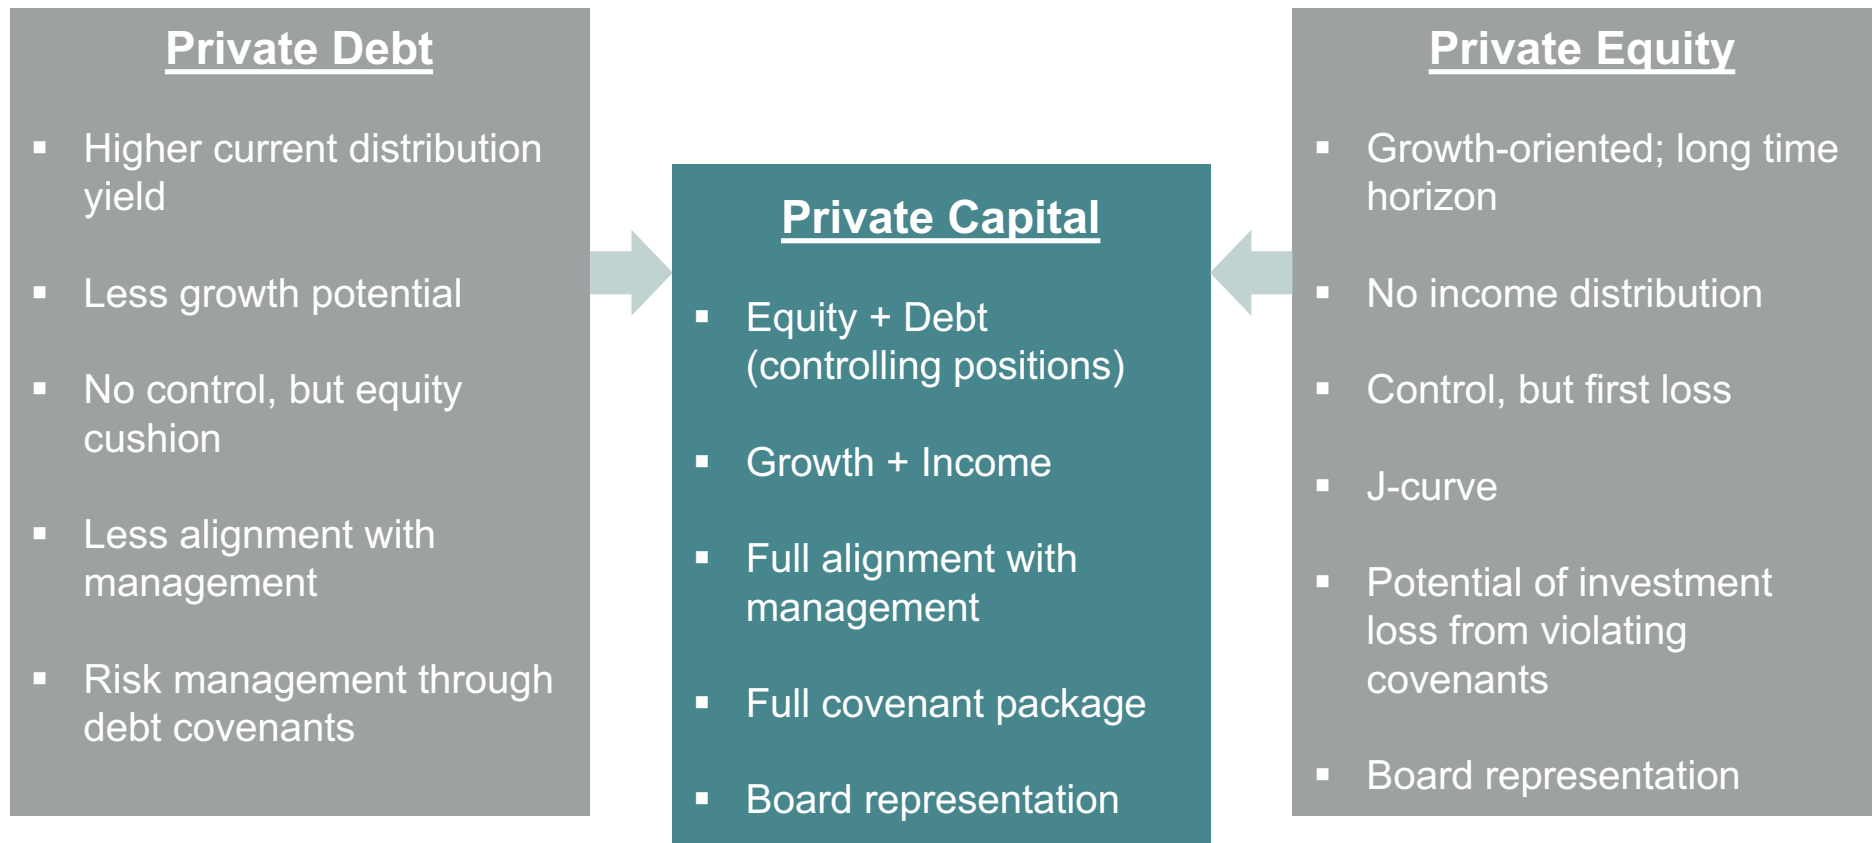 Private Debt
▪ Higher current distribution
yield
▪ Less growth potential
▪ No control, but equity
cushion
▪ Less alignment with
management
▪ Risk management through
debt covenants
Private Capital
▪ Equity + Debt
(controlling positions)
▪ Growth + Income
▪ Full alignment with
management
▪ Full covenant package
▪ Board representation
Private Equity
▪ Growth-oriented; long time
horizon
▪ No income distribution
▪ Control, but first loss
▪ J-curve
▪ Potential of investment
loss from violating
covenants
▪ Board representation